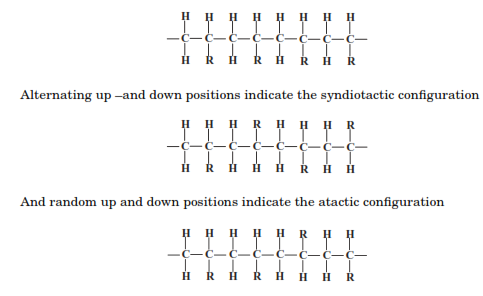 H H H H H H H H
—C—C—C—C—C—C—C—C—
H R H R H R H R
Alternating up –and down positions indicate the syndiotactic configuration
H H H R H H H R
—C—C—C—C—C—C—C—C—
H R H H H R H H
And random up and down positions indicate the atactic configuration
H H H H H R H H
—C—C—C—C—C—C—C—C—
H R H R H H H R